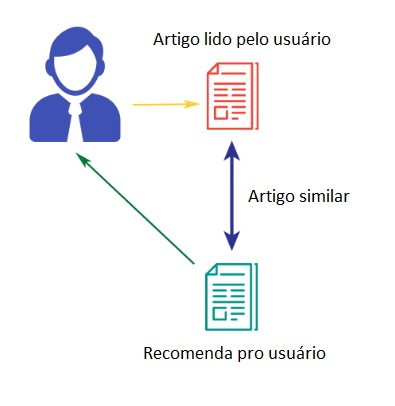 Artigo lido pelo usuário
Artigo similar
Recomenda pro usuário